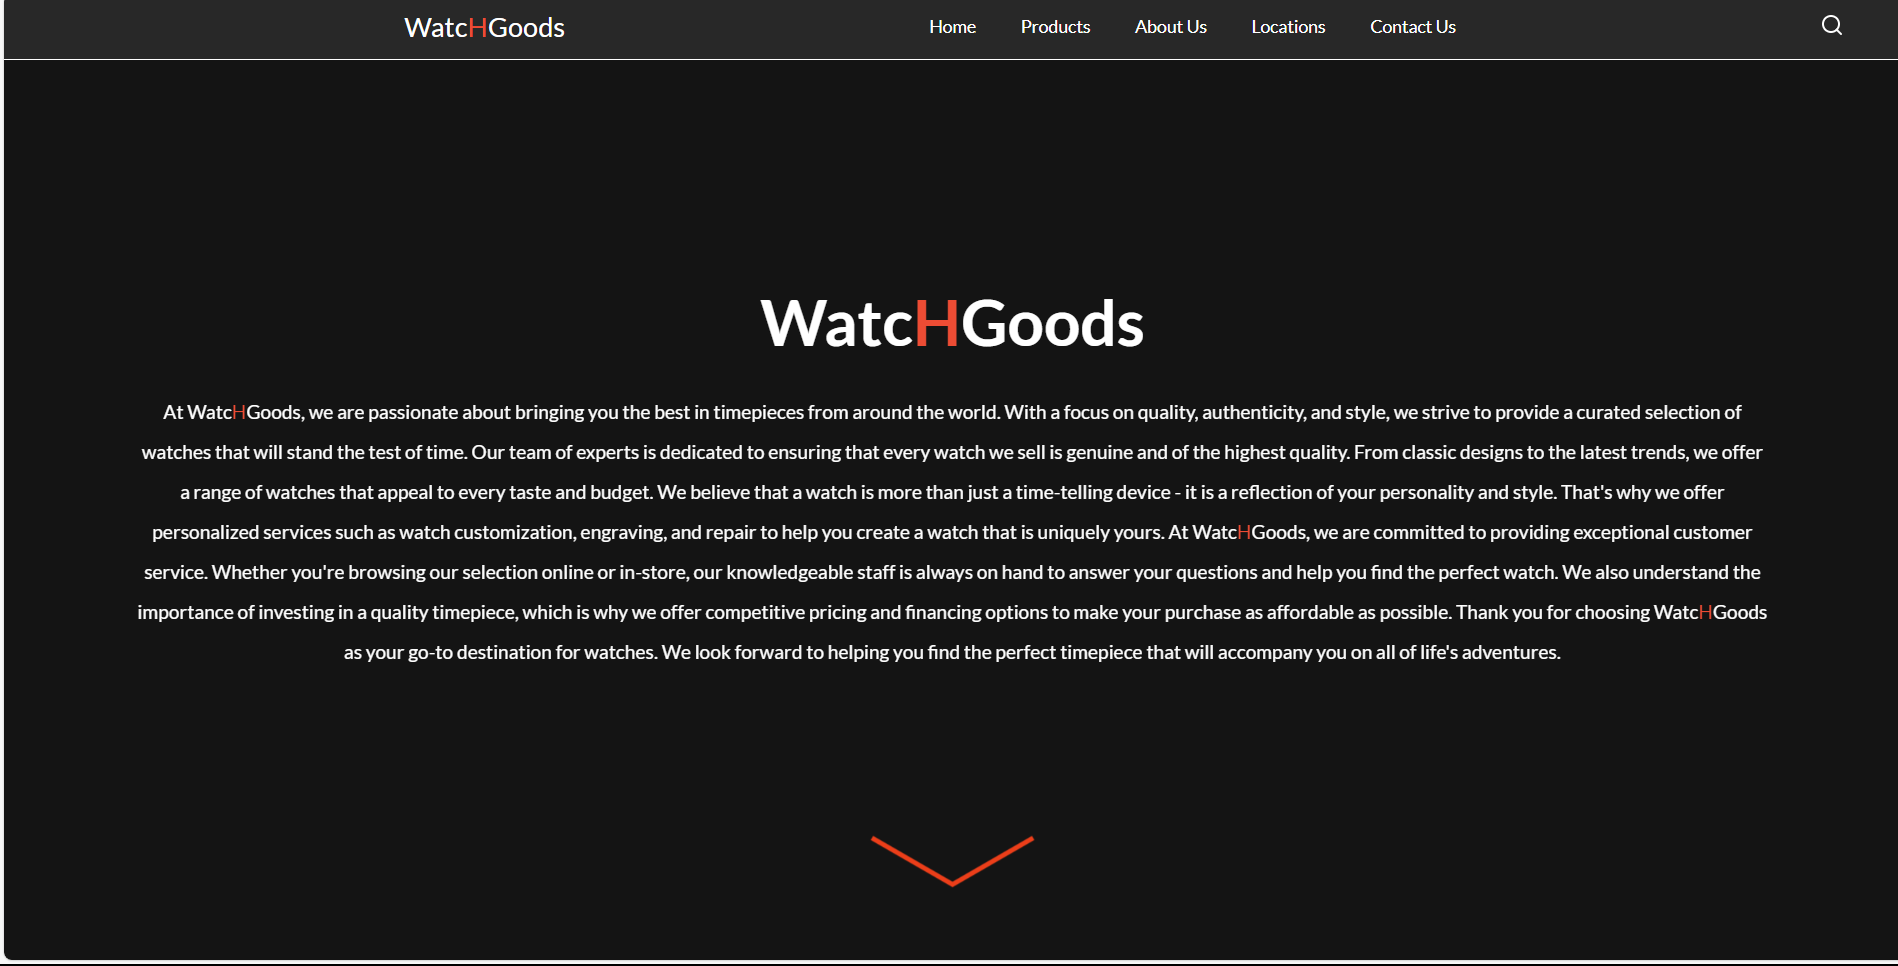 WatcHGoods
Home Products About Us Locations Contact Us
WatcHGoods
At WatcHGoods, we are passionate about bringing you the best in timepieces from around the world. With a focus on quality, authenticity, and style, we strive to provide a curated selection of
watches that will stand the test of time. Our team of experts is dedicated to ensuring that every watch we sell is genuine and of the highest quality. From classic designs to the latest trends, we offer
a range of watches that appeal to every taste and budget. We believe that a watch is more than just a time-telling device - it is a reflection of your personality and style. That's why we offer
personalized services such as watch customization, engraving, and repair to help you create a watch that is uniquely yours. At WatcHGoods, we are committed to providing exceptional customer
service. Whether you're browsing our selection online or in-store, our knowledgeable staff is always on hand to answer your questions and help you find the perfect watch. We also understand the
importance of investing in a quality timepiece, which is why we offer competitive pricing and financing options to make your purchase as affordable as possible. Thank you for choosing WatcHGoods
as your go-to destination for watches. We look forward to helping you find the perfect timepiece that will accompany you on all of life's adventures.